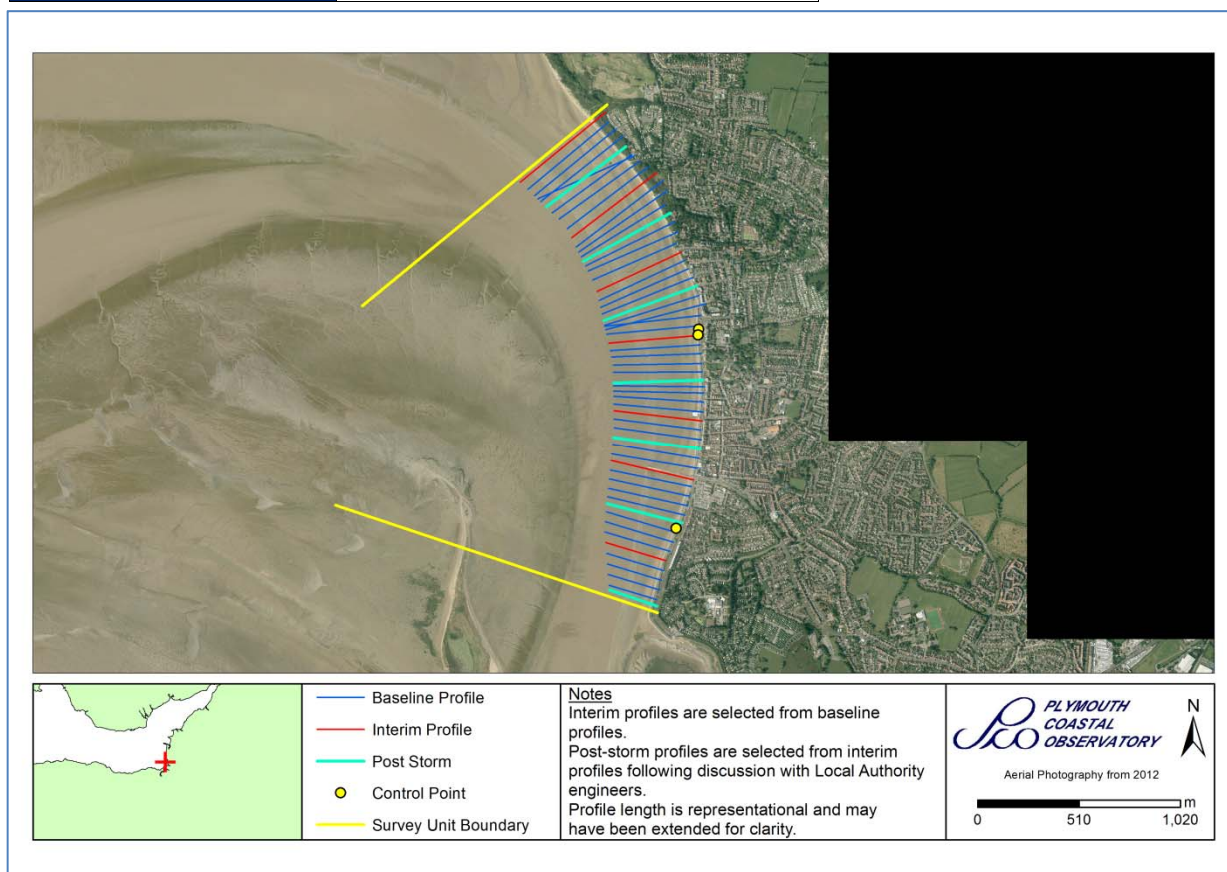 Baseline Profile
Interim Profile
Post Storm
Control Point
Survey Unit Boundary
Notes
Interim profiles are selected from baseline
profiles.
Post-storm profiles are selected from interim
profiles following discussion with Local Authority
engineers.
Profile length is representational and may
have been extended for clarity.
PLYMOUTH
COASTAL
OBSERVATORY
N
Aerial Photography from 2012
m
0 510 1,020